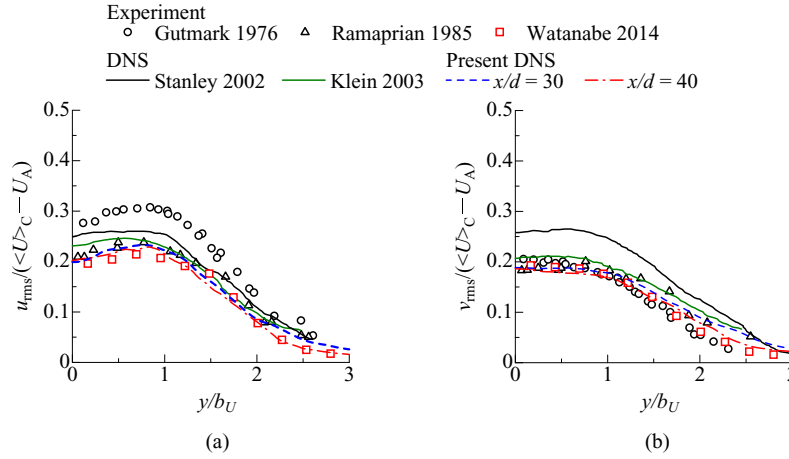 Experiment
Gutmark 1976 Ramaprian 1985 Watanabe 2014
DNS Present DNS
Stanley 2002 Klein 2003 x/d = 30 x/d = 40
0.5
0.4
0.3
0.2
0.1
0
0 1 2 3
u_rms/(<U>_C − U_A)
y/b_U
(a)
0.5
0.4
0.3
0.2
0.1
0
0 1 2
v_rms/(<U>_C − U_A)
y/b_U
(b)